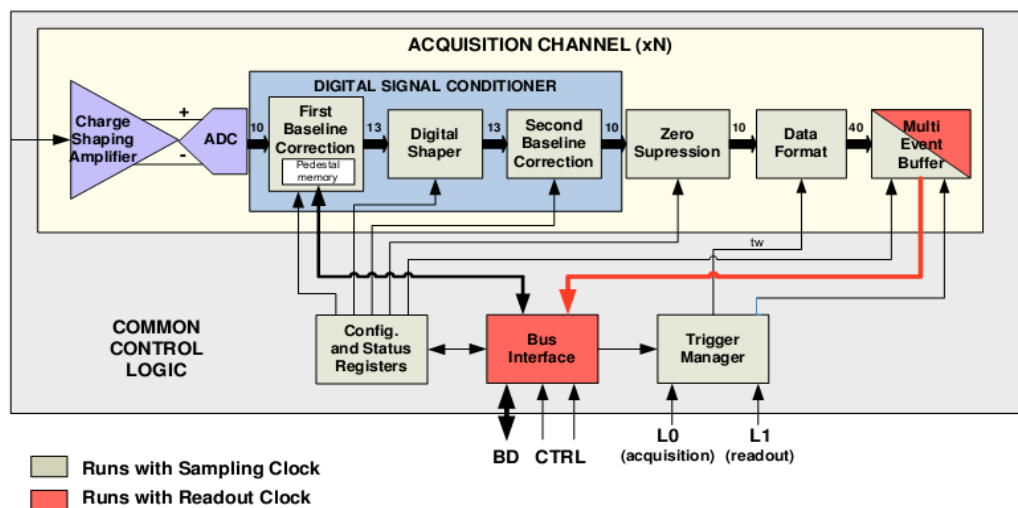 ACQUISITION CHANNEL (xN)
DIGITAL SIGNAL CONDITIONER
Charge
Shaping
Amplifier
+
-
ADC
10
First
Baseline
Correction
Pedestal
memory
13
Digital
Shaper
13
Second
Baseline
Correction
10
Zero
Supression
10
Data
Format
40
Multi
Event
Buffer
tw
COMMON
CONTROL
LOGIC
Config.
and Status
Registers
Bus
Interface
Trigger
Manager
BD
CTRL
L0
(acquisition)
L1
(readout)
Runs with Sampling Clock
Runs with Readout Clock